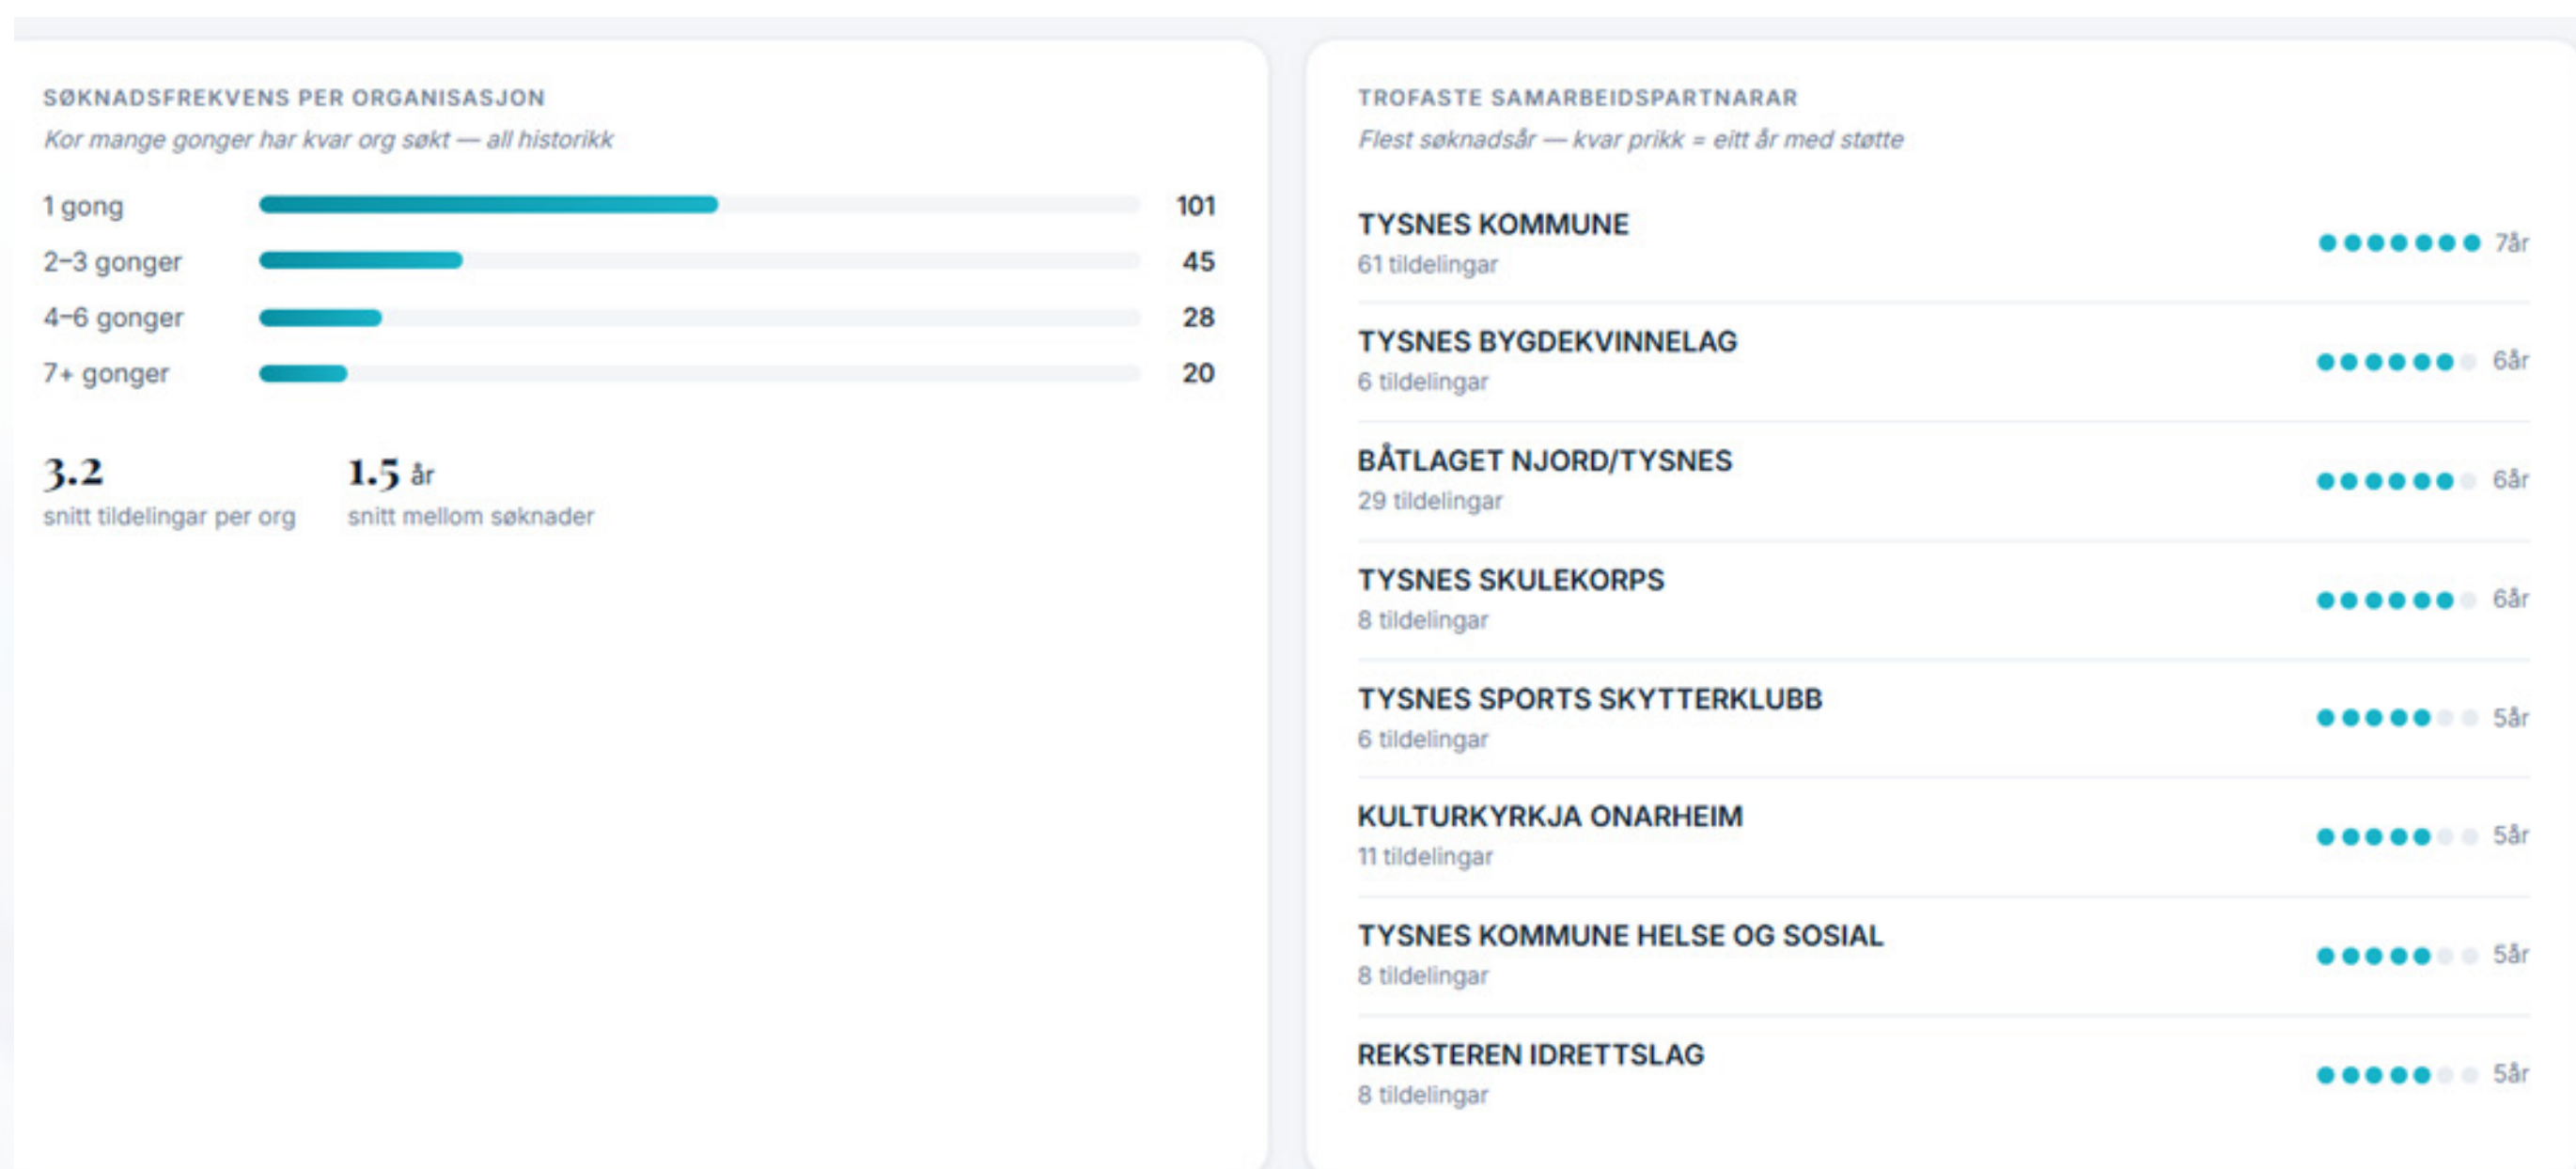 SØKNADSFREKVENS PER ORGANISASJON
Kor mange gonger har kvar org søkt — all historikk
1 gong 101
2–3 gonger 45
4–6 gonger 28
7+ gonger 20
3.2 1.5 år
snitt tildelingar per org snitt mellom søknader
TROFASTE SAMARBEIDSPARTNARAR
Flest søknadsår — kvar prikk = eitt år med støtte
TYSNES KOMMUNE
61 tildelingar
7år
TYSNES BYGDEKVINNELAG
6 tildelingar
6år
BÅTLAGET NJORD/TYSNES
29 tildelingar
6år
TYSNES SKULEKORPS
8 tildelingar
6år
TYSNES SPORTS SKYTTERKLUBB
6 tildelingar
5år
KULTURKYRKJA ONARHEIM
11 tildelingar
5år
TYSNES KOMMUNE HELSE OG SOSIAL
8 tildelingar
5år
REKSTEREN IDRETTSLAG
8 tildelingar
5år